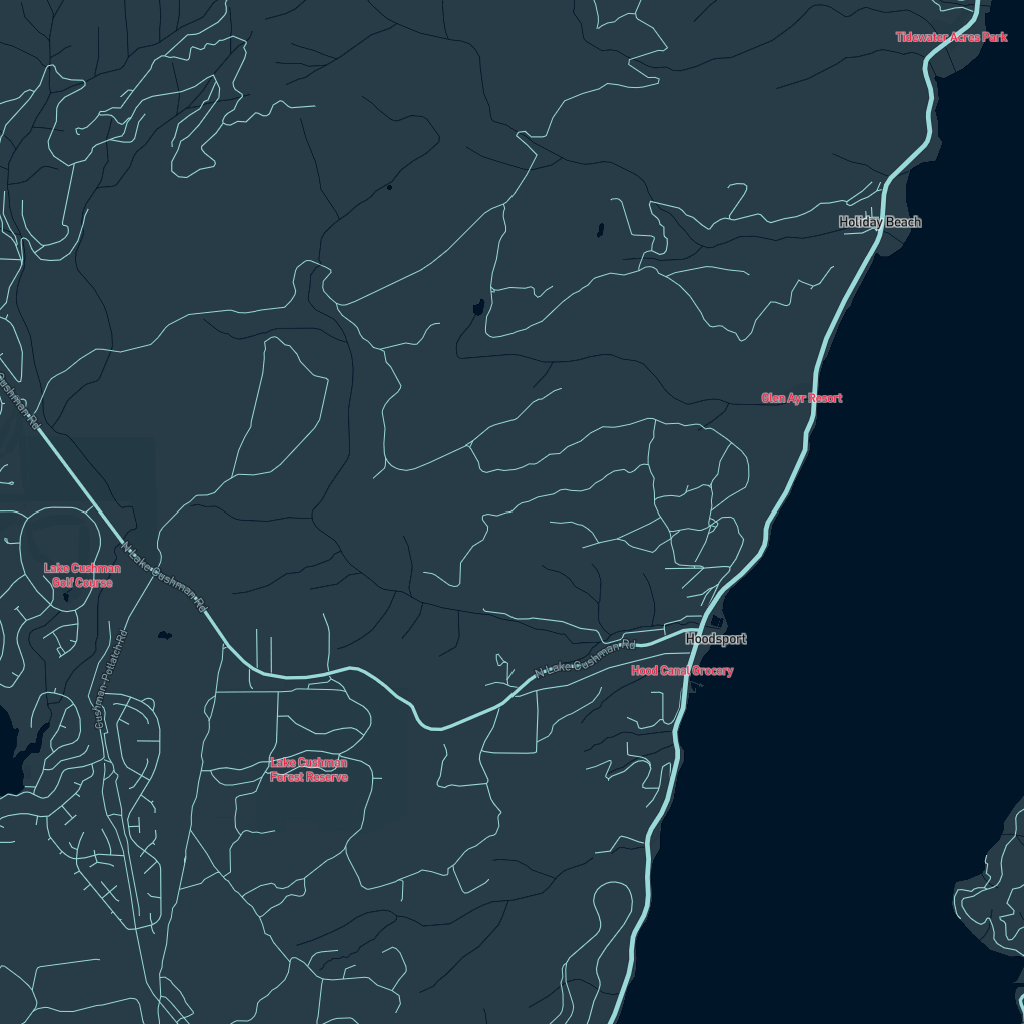 Tidewater Acres Park
Holiday Beach
Glen Ayr Resort
Cushman Rd
N Lake Cushman Rd
Lake Cushman
Golf Course
Cushman-Potlatch Rd
Hoodsport
N Lake Cushman Rd
Hood Canal Grocery
Lake Cushman
Forest Reserve